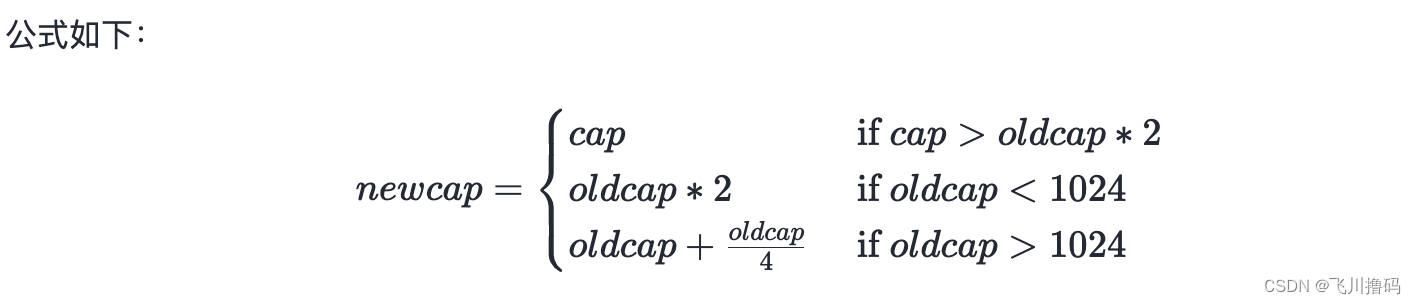 公式如下：
newcap = { cap if cap > oldcap * 2
oldcap * 2 if oldcap < 1024
oldcap + \frac{oldcap}{4} if oldcap > 1024
CSDN @飞川撸码